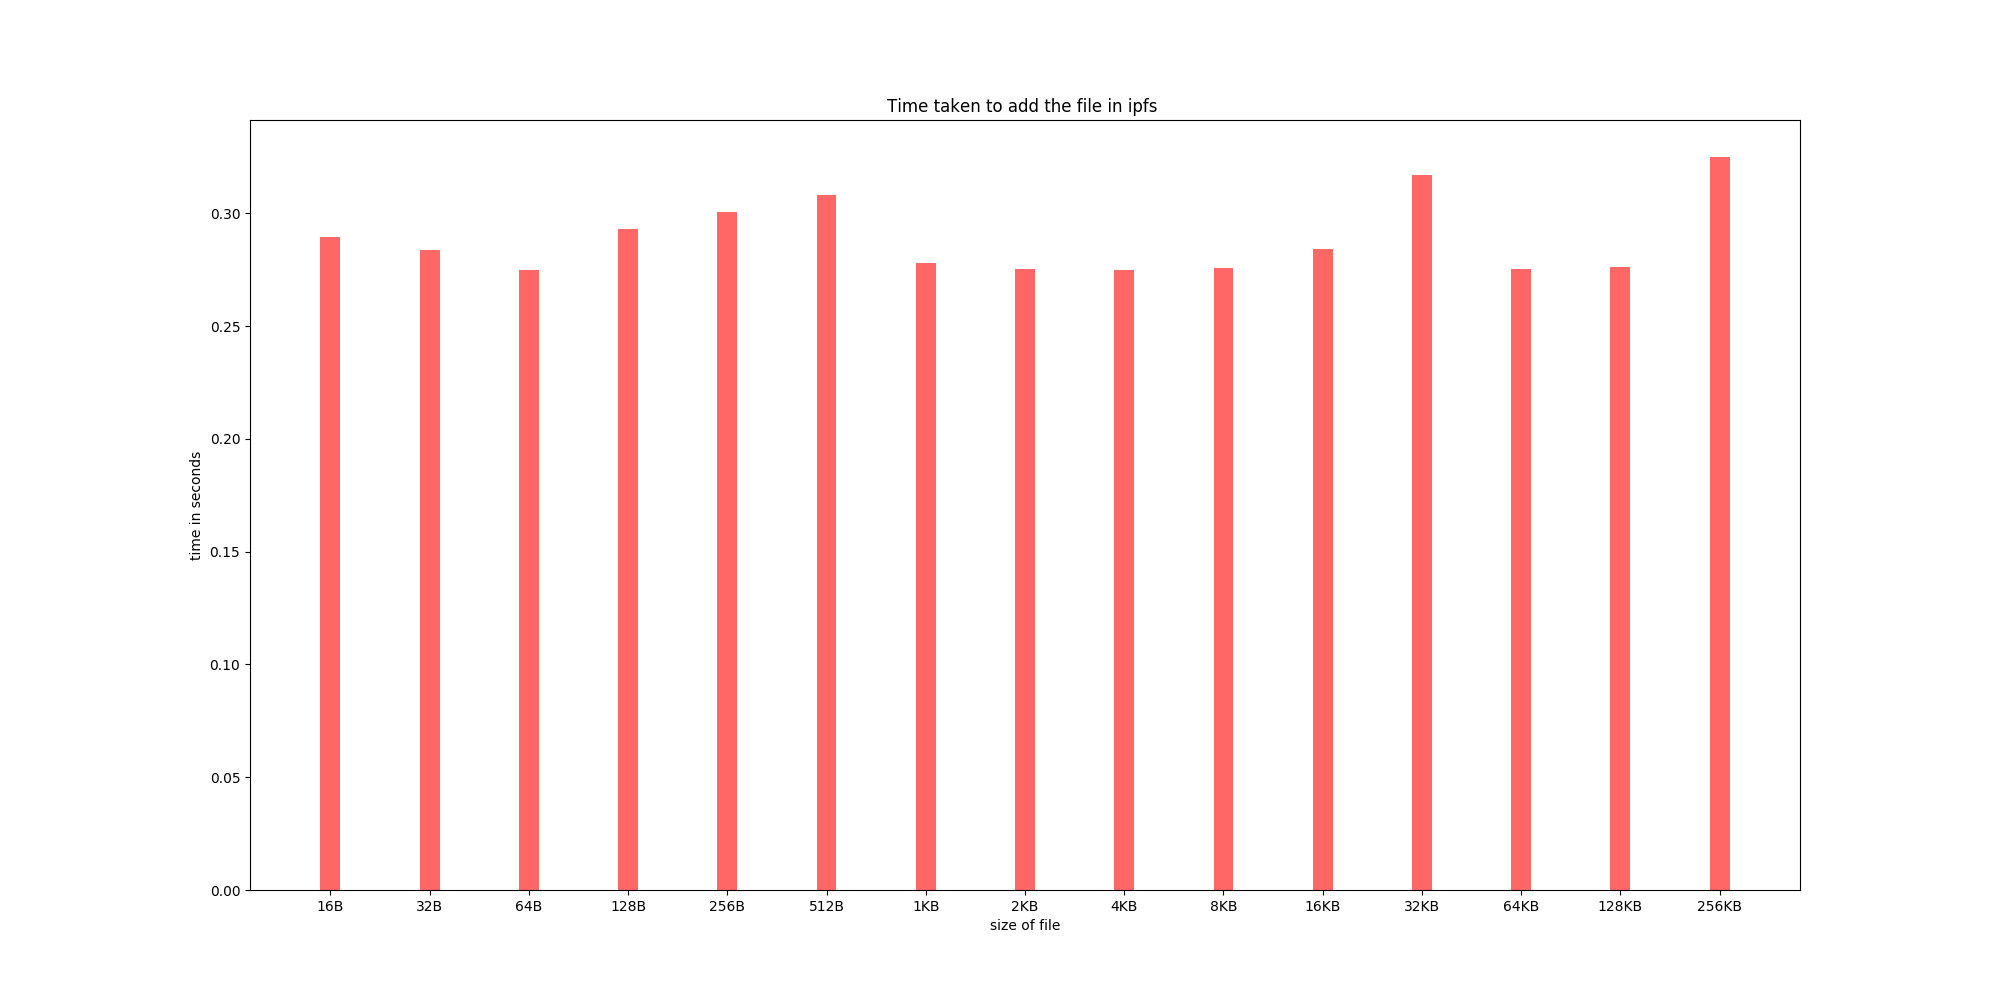 Time taken to add the file in ipfs
time in seconds
0.30
0.25
0.20
0.15
0.10
0.05
0.00
16B 32B 64B 128B 256B 512B 1KB 2KB 4KB 8KB 16KB 32KB 64KB 128KB 256KB
size of file